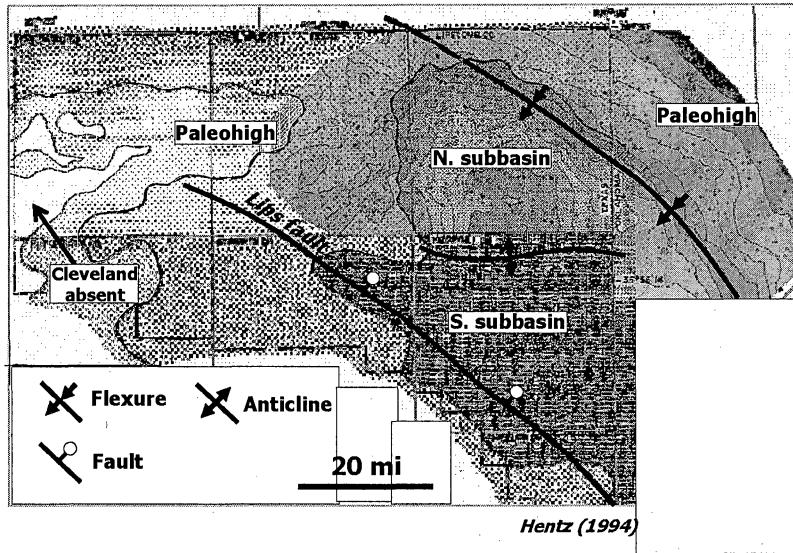 Paleohigh
Paleohigh
N. subbasin
Lips fault
Cleveland
absent
S. subbasin
Flexure
Anticline
Fault
20 mi
Hentz (1994)